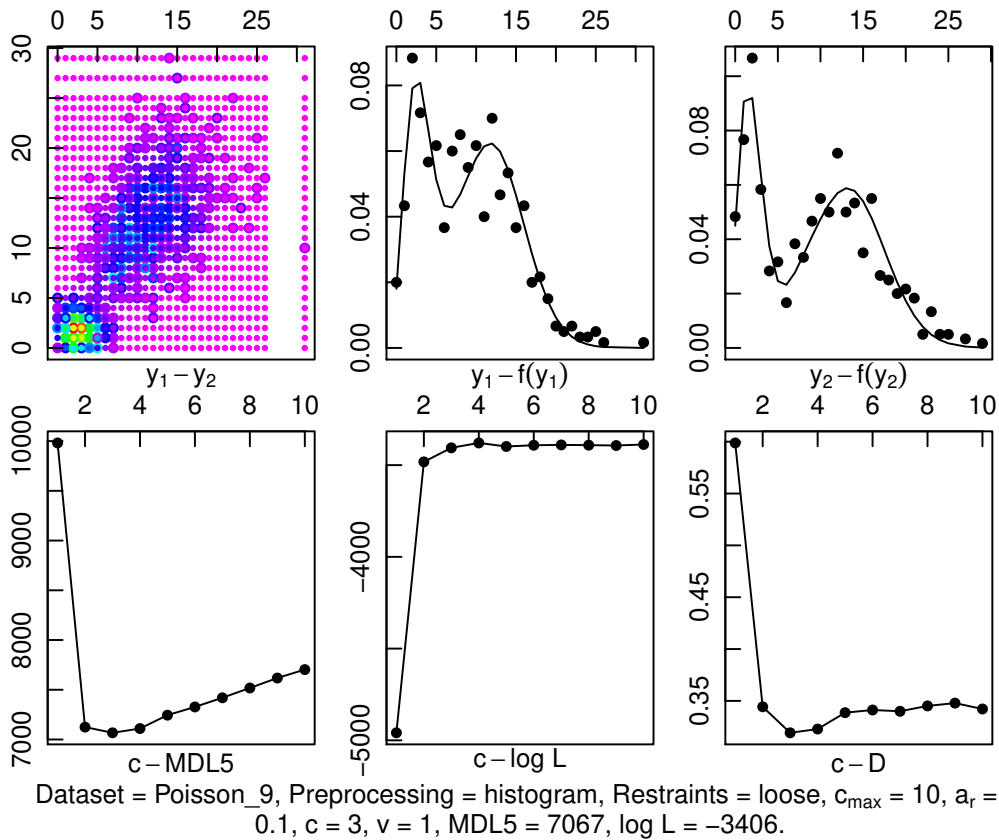 0 5 15 25
0 5 15 25
0 5 15 25
0 5 10 20 30
0.00 0.04 0.08
0.00 0.04 0.08
y1 − y2
y1 − f(y1)
y2 − f(y2)
2 4 6 8 10
2 4 6 8 10
2 4 6 8 10
7000 8000 9000 10000
−5000 −4000
0.35 0.45 0.55
c − MDL5
c − log L
c − D
Dataset = Poisson_9, Preprocessing = histogram, Restraints = loose, cmax = 10, ar =
0.1, c = 3, v = 1, MDL5 = 7067, log L = −3406.